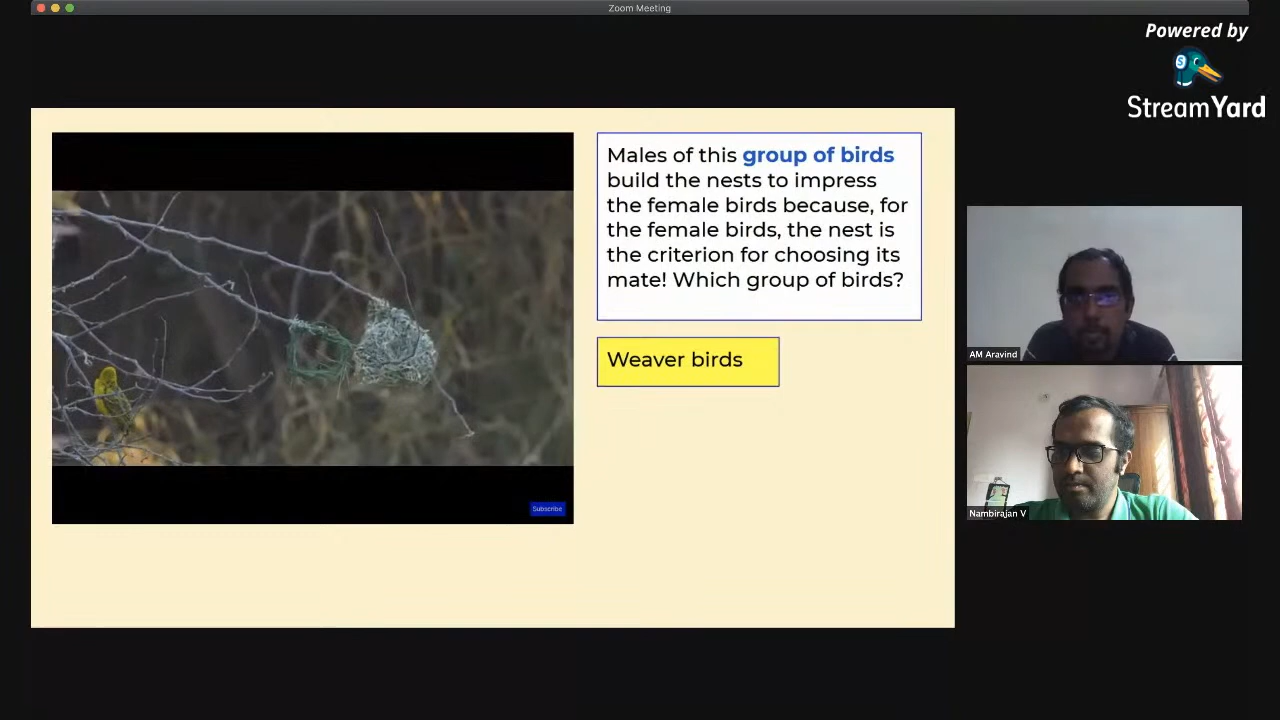 Zoom Meeting
Powered by
StreamYard
Males of this group of birds
build the nests to impress
the female birds because, for
the female birds, the nest is
the criterion for choosing its
mate! Which group of birds?
Weaver birds
Subscribe
AM Aravind
Nambirajan V